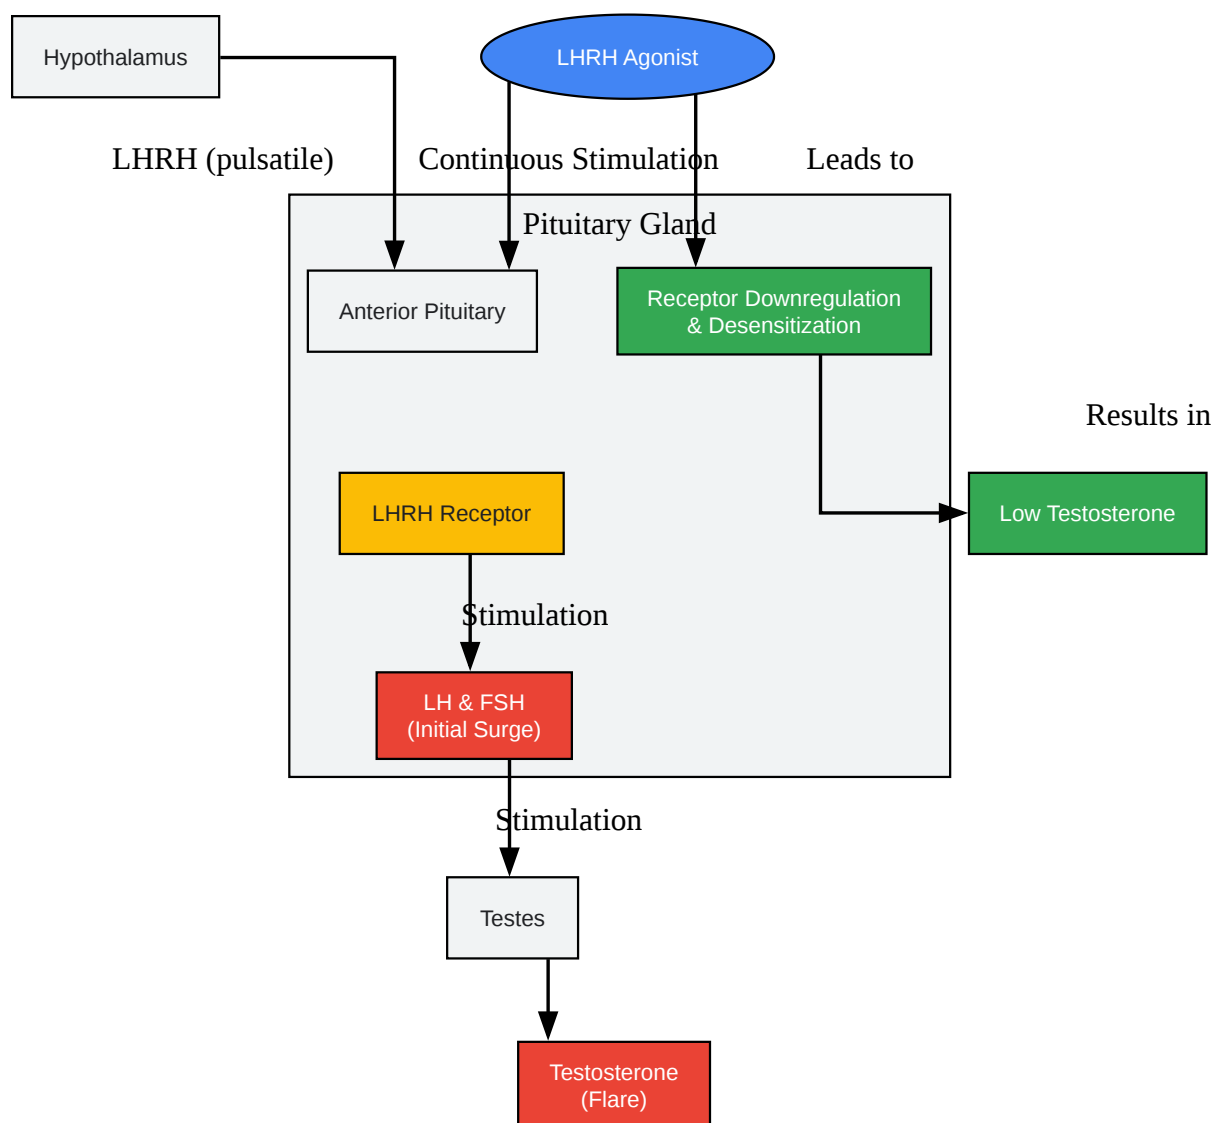 Hypothalamus
LHRH Agonist
LHRH (pulsatile)
Continuous Stimulation
Leads to
Pituitary Gland
Anterior Pituitary
Receptor Downregulation
& Desensitization
Results in
LHRH Receptor
Low Testosterone
Stimulation
LH & FSH
(Initial Surge)
Stimulation
Testes
Testosterone
(Flare)